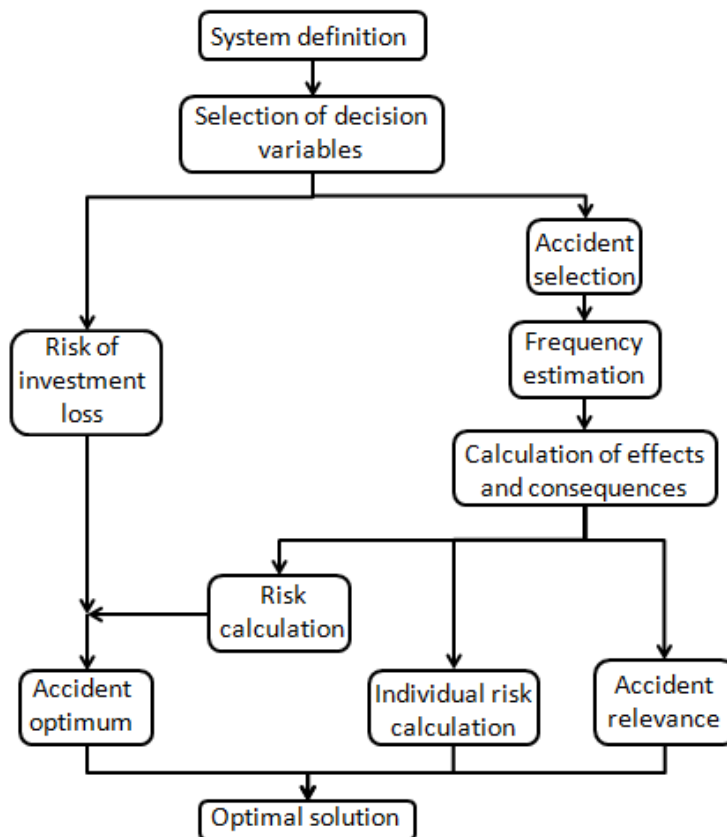 System definition
Selection of decision
variables
Accident
selection
Risk of
investment
loss
Frequency
estimation
Calculation of effects
and consequences
Risk
calculation
Accident
optimum
Individual risk
calculation
Accident
relevance
Optimal solution